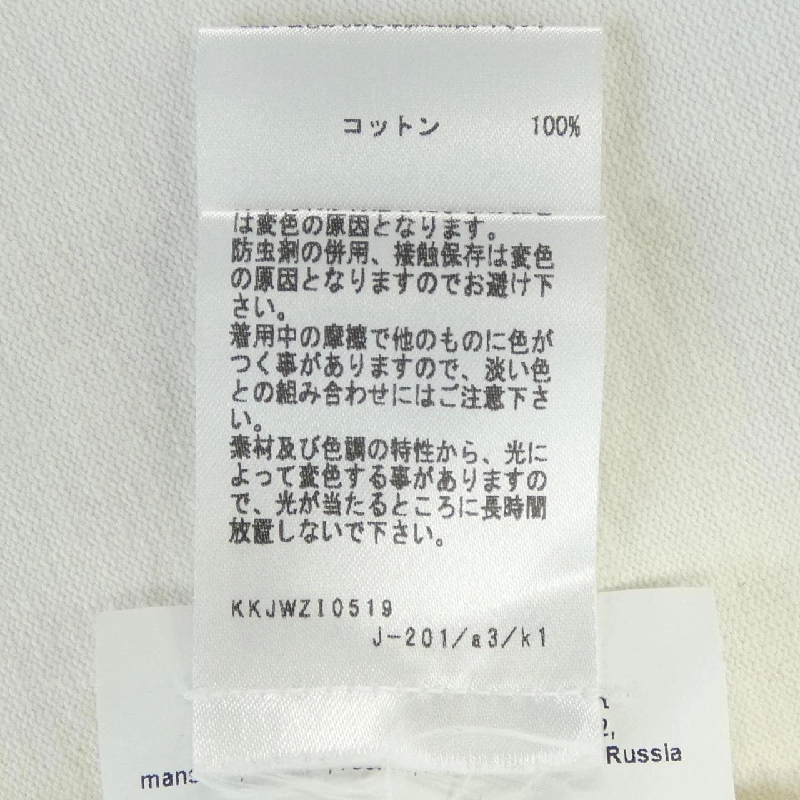 コットン 100%
は変色の原因となります。
防虫剤の併用、接触保存は変色
の原因となりますのでお避け下
さい。
着用中の摩擦で他のものに色が
つく事がありますので、淡い色
との組み合わせにはご注意下さ
い。
素材及び色調の特性から、光に
よって変色する事がありますの
で、光が当たるところに長時間
放置しないで下さい。
KKJWZI0519
J-201/a3/k1
2,
Russia